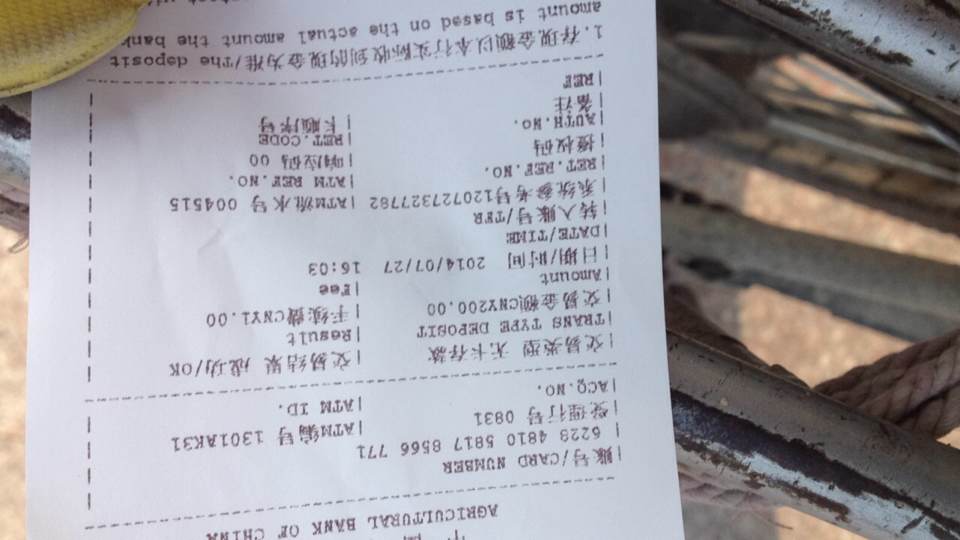 AGRICULTURAL BANK OF CHINA
账号/CARD NUMBER
6228 4810 5817 8566 771
受理行号 0831 ATM编号 1301AK31
ACQ.NO. ATM ID.
交易类型 无卡存款 交易结果 成功/OK
TRANS TYPE DEPOSIT Result
交易金额CNY200.00 手续费CNY1.00
Amount Fee
日期/时间 2014/07/27 16:03
DATE/TIME
转入账号/TFR
系统参考号120727327782 ATM流水号 004515
RET.REF.NO. ATM REF.NO.
授权码 响应码 00
AUTH.NO. RET.CODE
备注 卡顺序号
REF
1.存现金额以本行实际收到的现金为准/The deposit
amount is based on the actual amount the bank